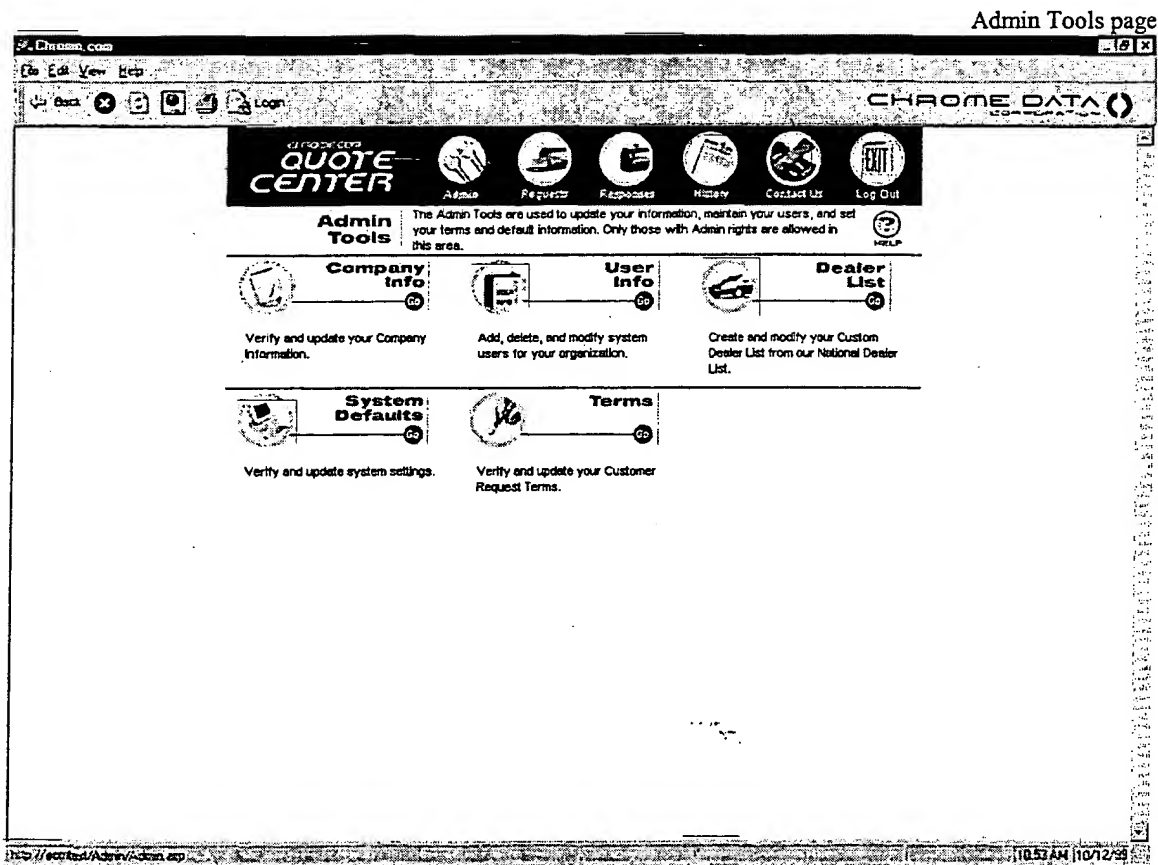 Admin Tools page
Chrome.com
File Edit View Help
Back Login
CHROME DATA
CORPORATION
QUOTE
CENTER
Admin Requests Responses History Contact Us Log Out
Admin
Tools
The Admin Tools are used to update your information, maintain your users, and set
your terms and default information. Only those with Admin rights are allowed in
this area.
HELP
Company
Info
Go
User
Info
Go
Dealer
List
Go
Verify and update your Company
Information.
Add, delete, and modify system
users for your organization.
Create and modify your Custom
Dealer List from our National Dealer
List.
System
Defaults
Go
Terms
Go
Verify and update system settings.
Verify and update your Customer
Request Terms.
EXIT
10:52 AM